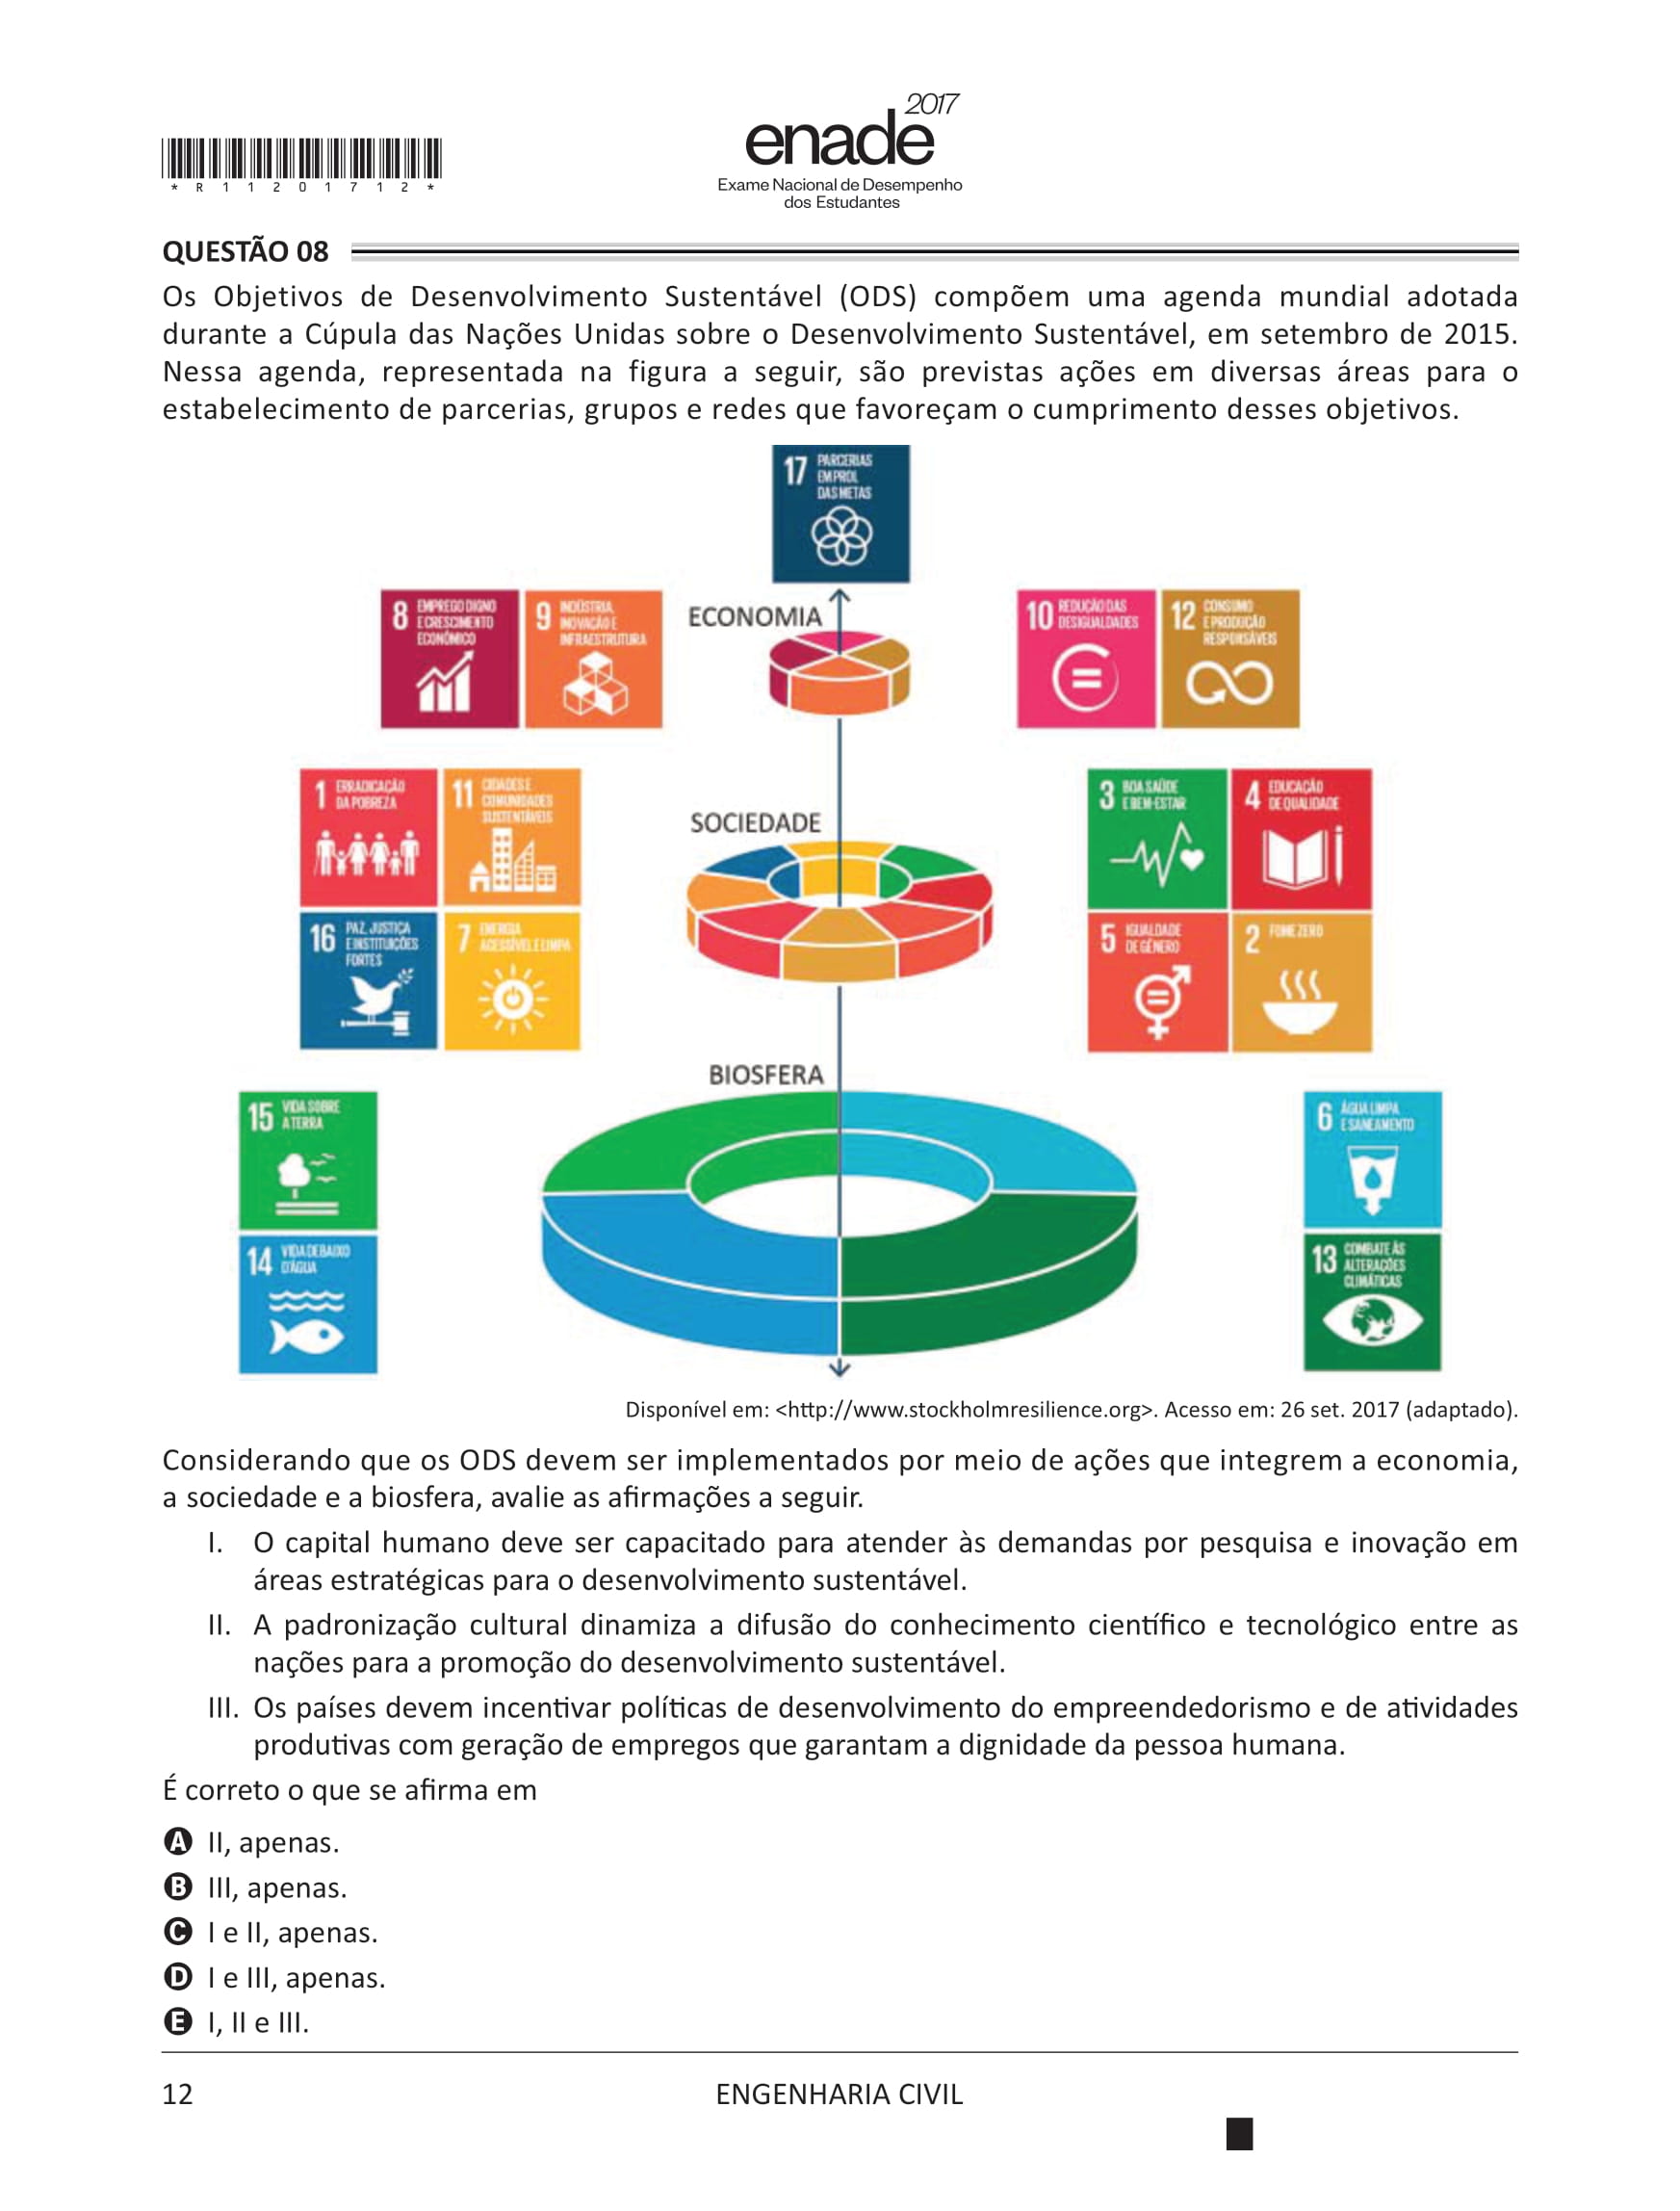 2017
enade
Exame Nacional de Desempenho
dos Estudantes
* R 1 1 2 0 1 7 1 2 *
QUESTÃO 08
Os Objetivos de Desenvolvimento Sustentável (ODS) compõem uma agenda mundial adotada
durante a Cúpula das Nações Unidas sobre o Desenvolvimento Sustentável, em setembro de 2015.
Nessa agenda, representada na figura a seguir, são previstas ações em diversas áreas para o
estabelecimento de parcerias, grupos e redes que favoreçam o cumprimento desses objetivos.
17 PARCERIAS
EM PROL
DAS METAS
8 EMPREGO DIGNO
E CRESCIMENTO
ECONÔMICO
9 INDÚSTRIA,
INOVAÇÃO E
INFRAESTRUTURA
ECONOMIA
10 REDUÇÃO DAS
DESIGUALDADES
12 CONSUMO
E PRODUÇÃO
RESPONSÁVEIS
1 ERRADICAÇÃO
DA POBREZA
11 CIDADES E
COMUNIDADES
SUSTENTÁVEIS
SOCIEDADE
3 BOA SAÚDE
E BEM-ESTAR
4 EDUCAÇÃO
DE QUALIDADE
16 PAZ, JUSTIÇA
E INSTITUIÇÕES
FORTES
7 ENERGIA
ACESSÍVEL E LIMPA
5 IGUALDADE
DE GÊNERO
2 FOME ZERO
BIOSFERA
15 VIDA SOBRE
A TERRA
6 ÁGUA LIMPA
E SANEAMENTO
14 VIDA DEBAIXO
D'ÁGUA
13 COMBATE ÀS
ALTERAÇÕES
CLIMÁTICAS
Disponível em: <http://www.stockholmresilience.org>. Acesso em: 26 set. 2017 (adaptado).
Considerando que os ODS devem ser implementados por meio de ações que integrem a economia,
a sociedade e a biosfera, avalie as afirmações a seguir.
I. O capital humano deve ser capacitado para atender às demandas por pesquisa e inovação em
áreas estratégicas para o desenvolvimento sustentável.
II. A padronização cultural dinamiza a difusão do conhecimento científico e tecnológico entre as
nações para a promoção do desenvolvimento sustentável.
III. Os países devem incentivar políticas de desenvolvimento do empreendedorismo e de atividades
produtivas com geração de empregos que garantam a dignidade da pessoa humana.
É correto o que se afirma em
A II, apenas.
B III, apenas.
C I e II, apenas.
D I e III, apenas.
E I, II e III.
12
ENGENHARIA CIVIL